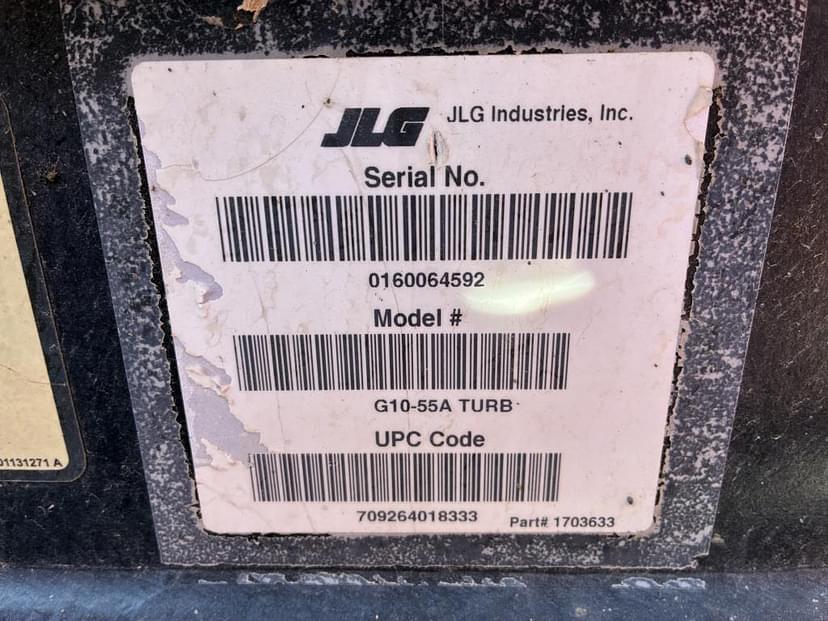 JLG JLG Industries, Inc.
Serial No.
0160064592
Model #
G10-55A TURB
UPC Code
709264018333
Part# 1703633
01131271 A